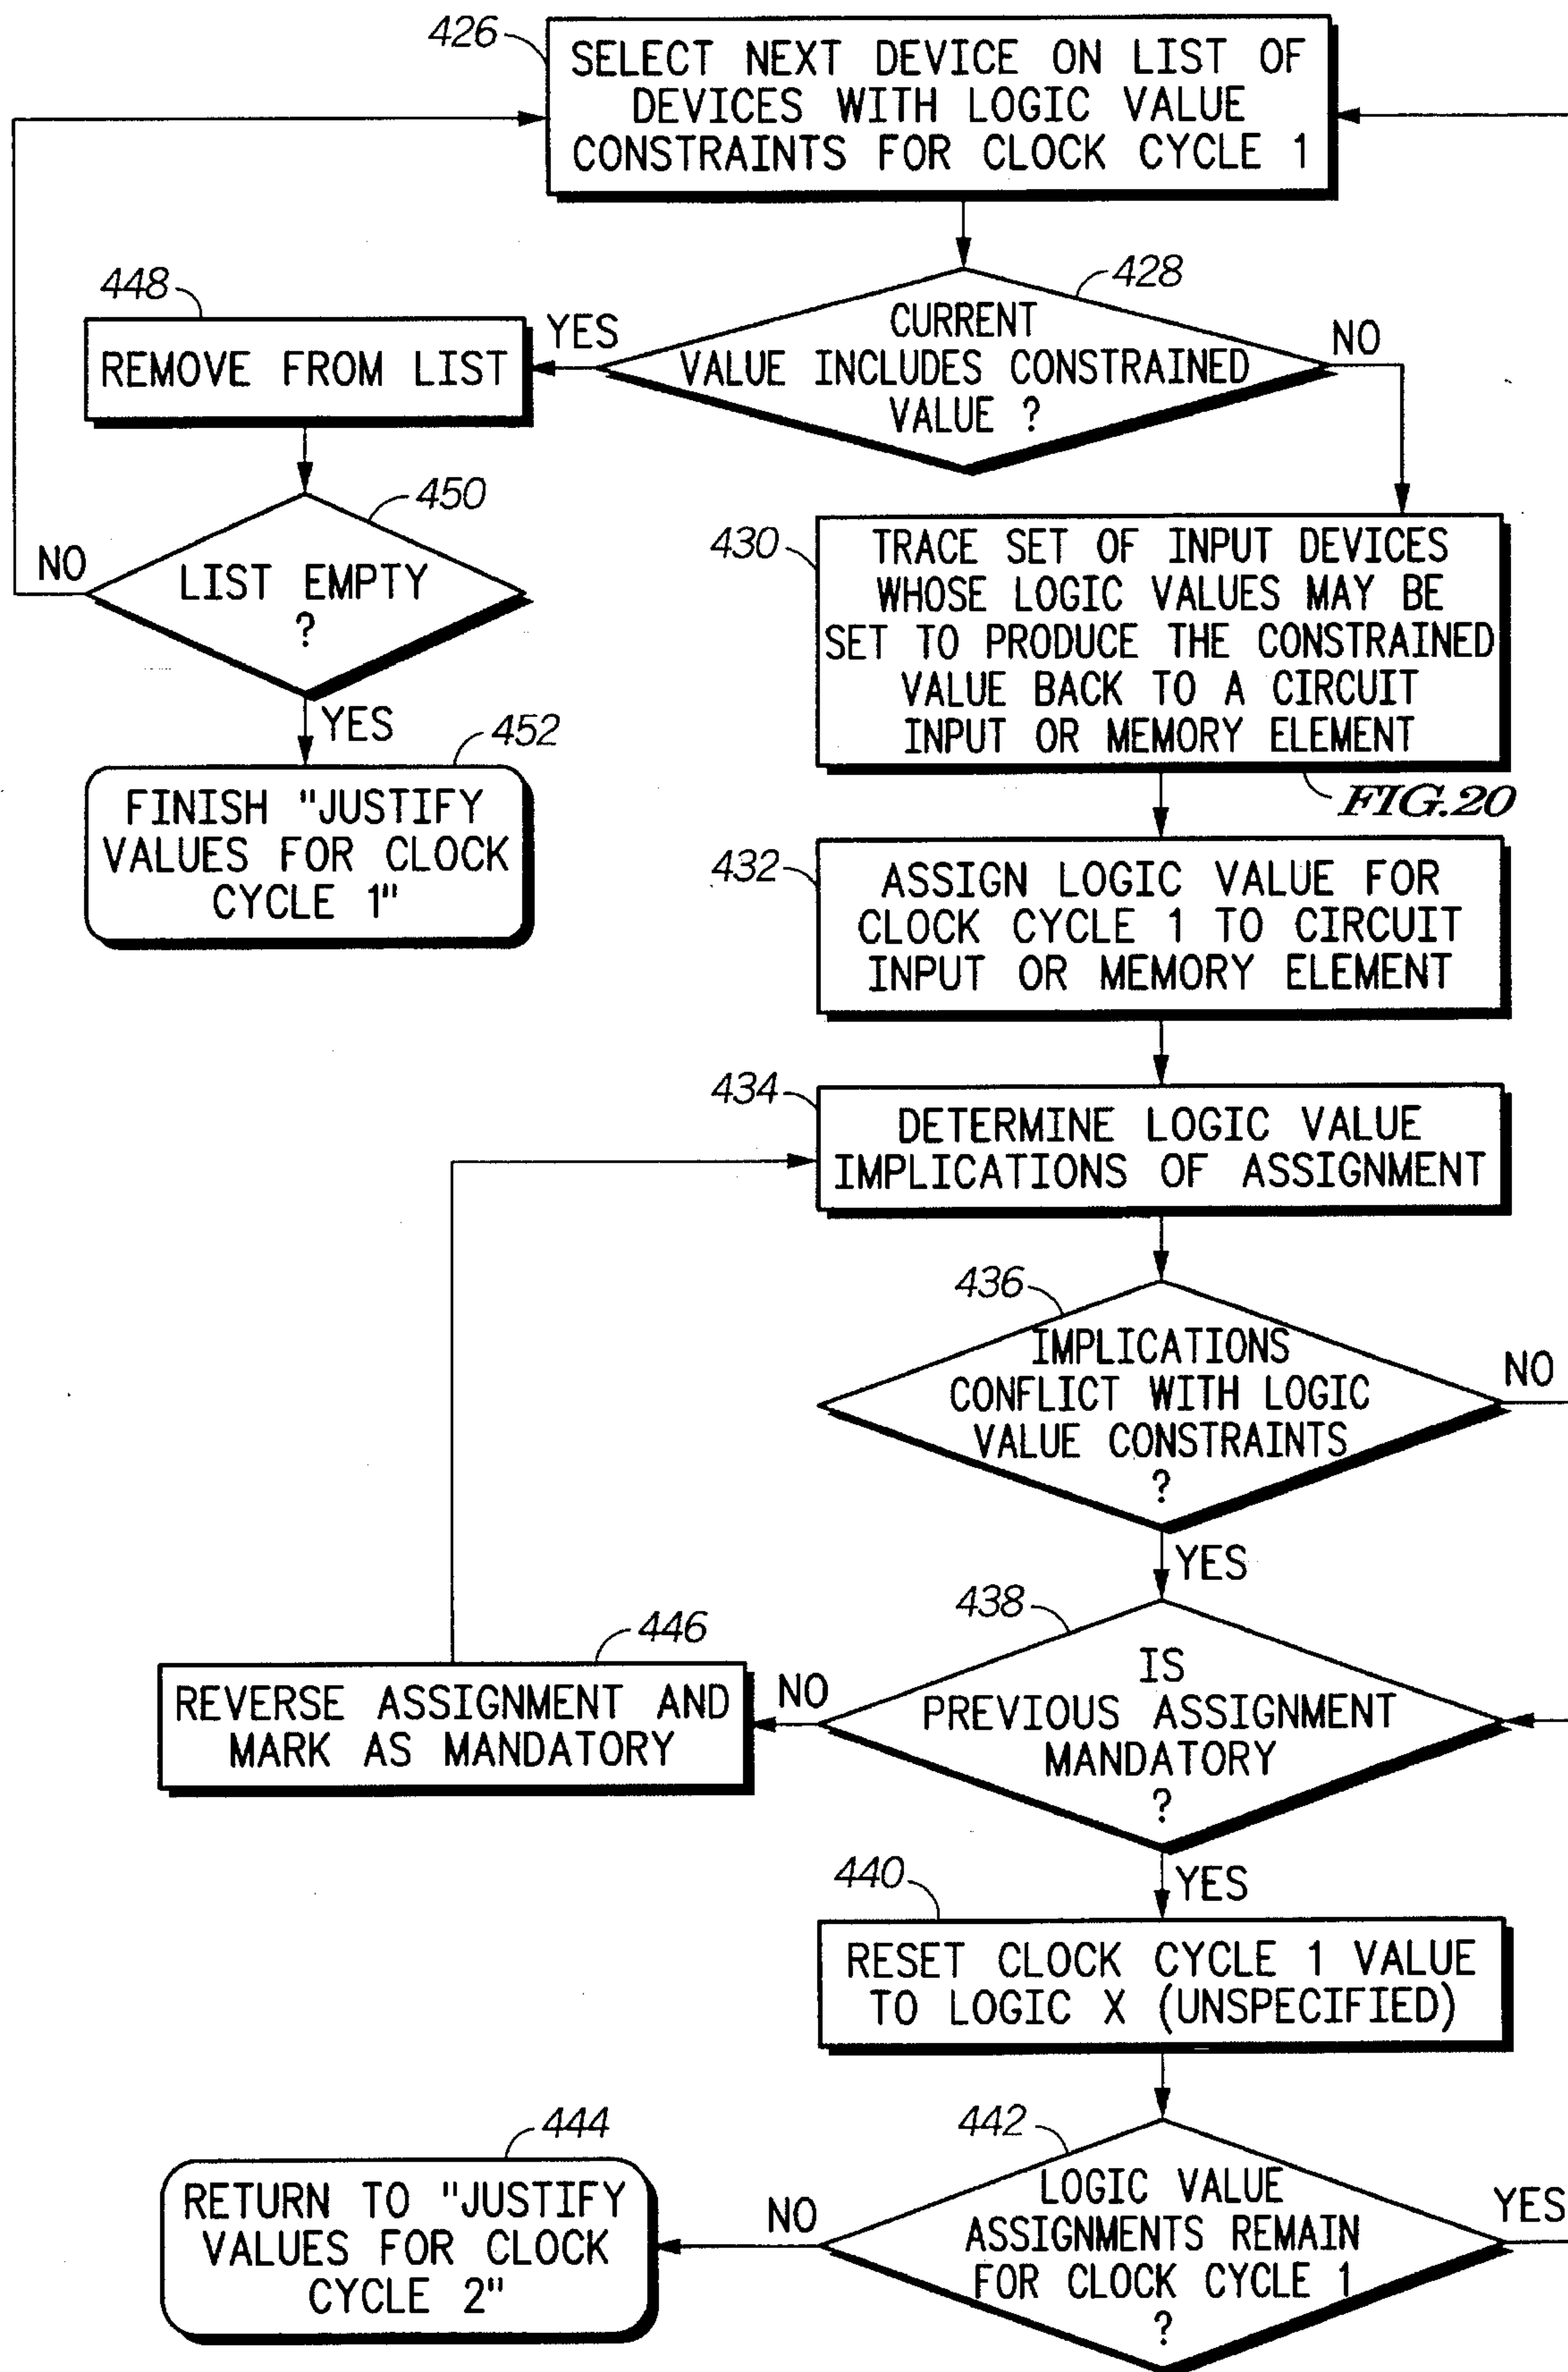 426
SELECT NEXT DEVICE ON LIST OF
DEVICES WITH LOGIC VALUE
CONSTRAINTS FOR CLOCK CYCLE 1
428
CURRENT
VALUE INCLUDES CONSTRAINED
VALUE ?
YES
NO
448
REMOVE FROM LIST
450
LIST EMPTY
?
NO
YES
452
FINISH "JUSTIFY
VALUES FOR CLOCK
CYCLE 1"
430
TRACE SET OF INPUT DEVICES
WHOSE LOGIC VALUES MAY BE
SET TO PRODUCE THE CONSTRAINED
VALUE BACK TO A CIRCUIT
INPUT OR MEMORY ELEMENT
FIG.20
432
ASSIGN LOGIC VALUE FOR
CLOCK CYCLE 1 TO CIRCUIT
INPUT OR MEMORY ELEMENT
434
DETERMINE LOGIC VALUE
IMPLICATIONS OF ASSIGNMENT
436
IMPLICATIONS
CONFLICT WITH LOGIC
VALUE CONSTRAINTS
?
NO
YES
438
IS
PREVIOUS ASSIGNMENT
MANDATORY
?
NO
446
REVERSE ASSIGNMENT AND
MARK AS MANDATORY
YES
440
RESET CLOCK CYCLE 1 VALUE
TO LOGIC X (UNSPECIFIED)
442
LOGIC VALUE
ASSIGNMENTS REMAIN
FOR CLOCK CYCLE 1
?
YES
NO
444
RETURN TO "JUSTIFY
VALUES FOR CLOCK
CYCLE 2"